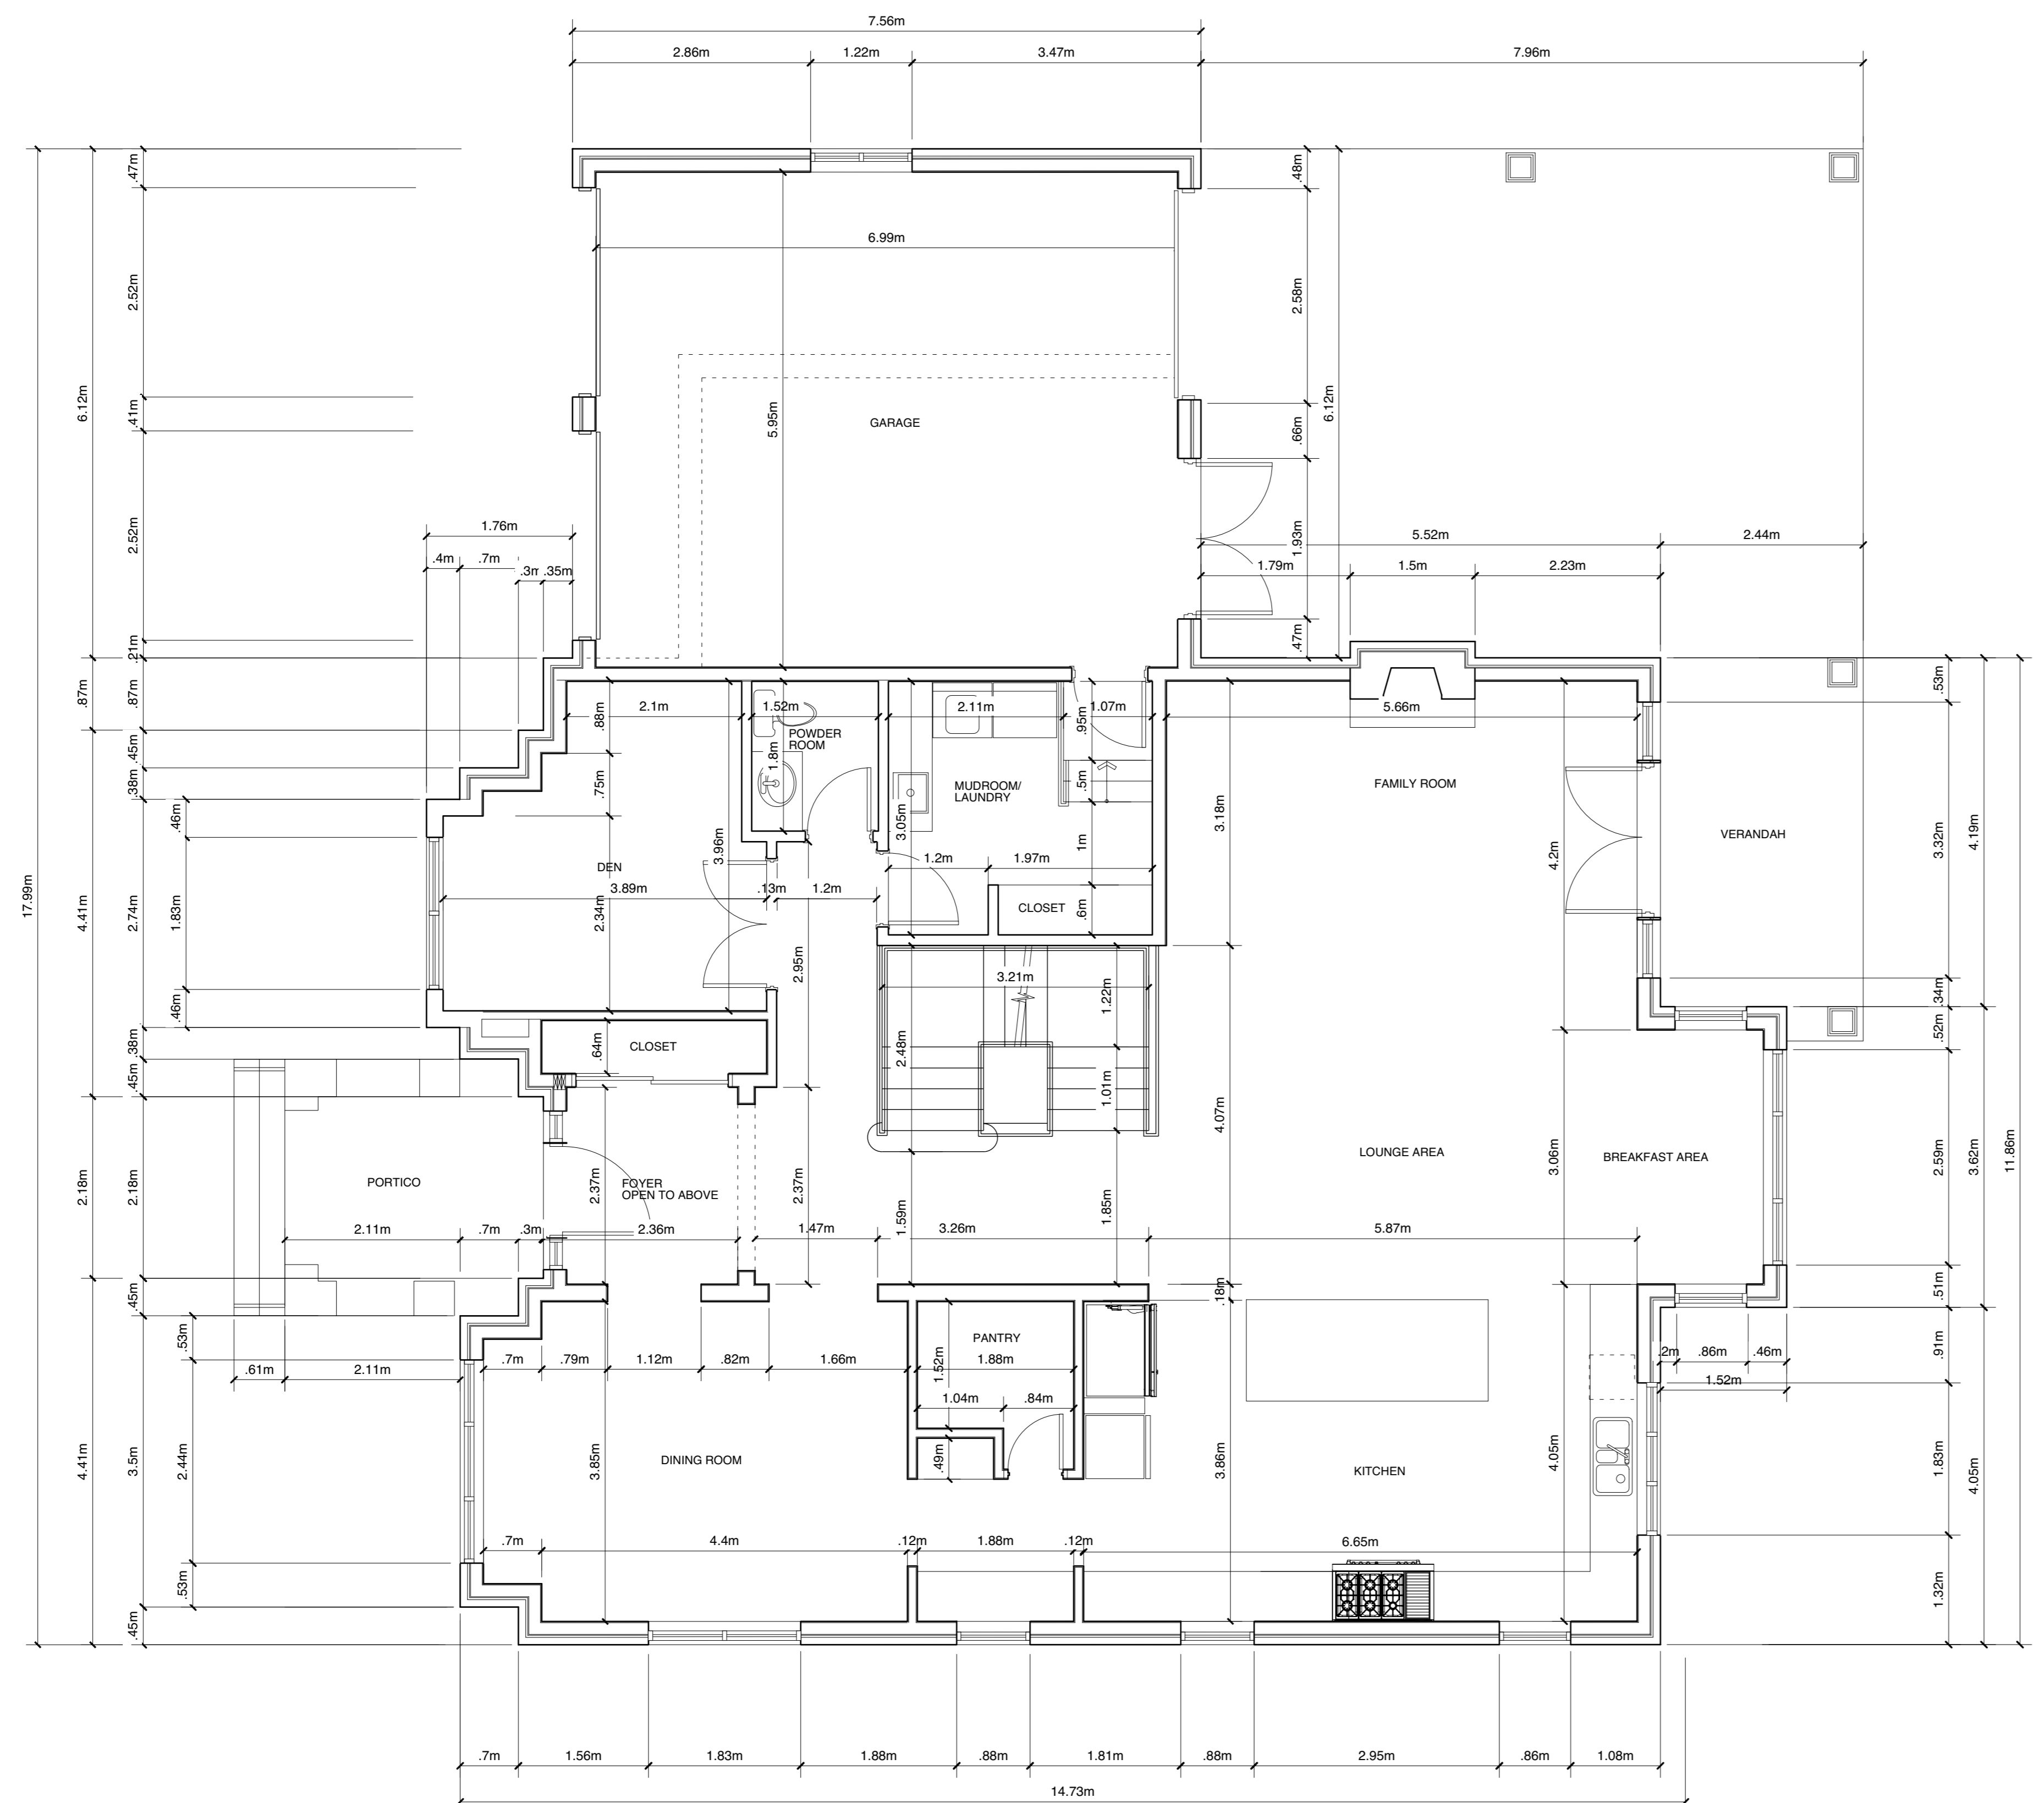 7.56m
2.86m
1.22m
3.47m
7.96m
.47m
.48m
6.99m
2.52m
2.58m
6.12m
6.12m
.41m
5.95m
GARAGE
.66m
1.76m
2.52m
1.93m
5.52m
2.44m
.4m
.7m
.35m
1.79m
1.5m
2.23m
.21m
.47m
.87m
.87m
.88m
2.1m
1.52m
2.11m
.95m
1.07m
5.66m
.53m
POWDER
ROOM
.45m
.38m
.75m
1.8m
MUDROOM/
LAUNDRY
.5m
FAMILY ROOM
.46m
3.05m
3.18m
VERANDAH
3.32m
4.19m
3.96m
1m
4.2m
DEN
1.2m
1.97m
17.99m
4.41m
2.74m
1.83m
3.89m
.13m
1.2m
2.34m
CLOSET
.6m
2.95m
3.21m
1.22m
.34m
.46m
.52m
.38m
.64m
CLOSET
2.48m
.45m
1.01m
4.07m
LOUNGE AREA
3.06m
BREAKFAST AREA
2.59m
3.62m
11.86m
2.18m
2.18m
PORTICO
2.37m
FOYER
OPEN TO ABOVE
2.37m
1.59m
1.85m
2.11m
.7m
.3m
2.36m
1.47m
3.26m
5.87m
.45m
.18m
.51m
.53m
PANTRY
.91m
.61m
2.11m
.7m
.79m
1.12m
.82m
1.66m
1.52m
1.88m
.2m
.86m
.46m
1.52m
1.04m
.84m
4.41m
3.5m
2.44m
DINING ROOM
3.85m
.49m
3.86m
KITCHEN
4.05m
1.83m
4.05m
.7m
4.4m
.12m
1.88m
.12m
6.65m
.53m
1.32m
.45m
.7m
1.56m
1.83m
1.88m
.88m
1.81m
.88m
2.95m
.86m
1.08m
14.73m